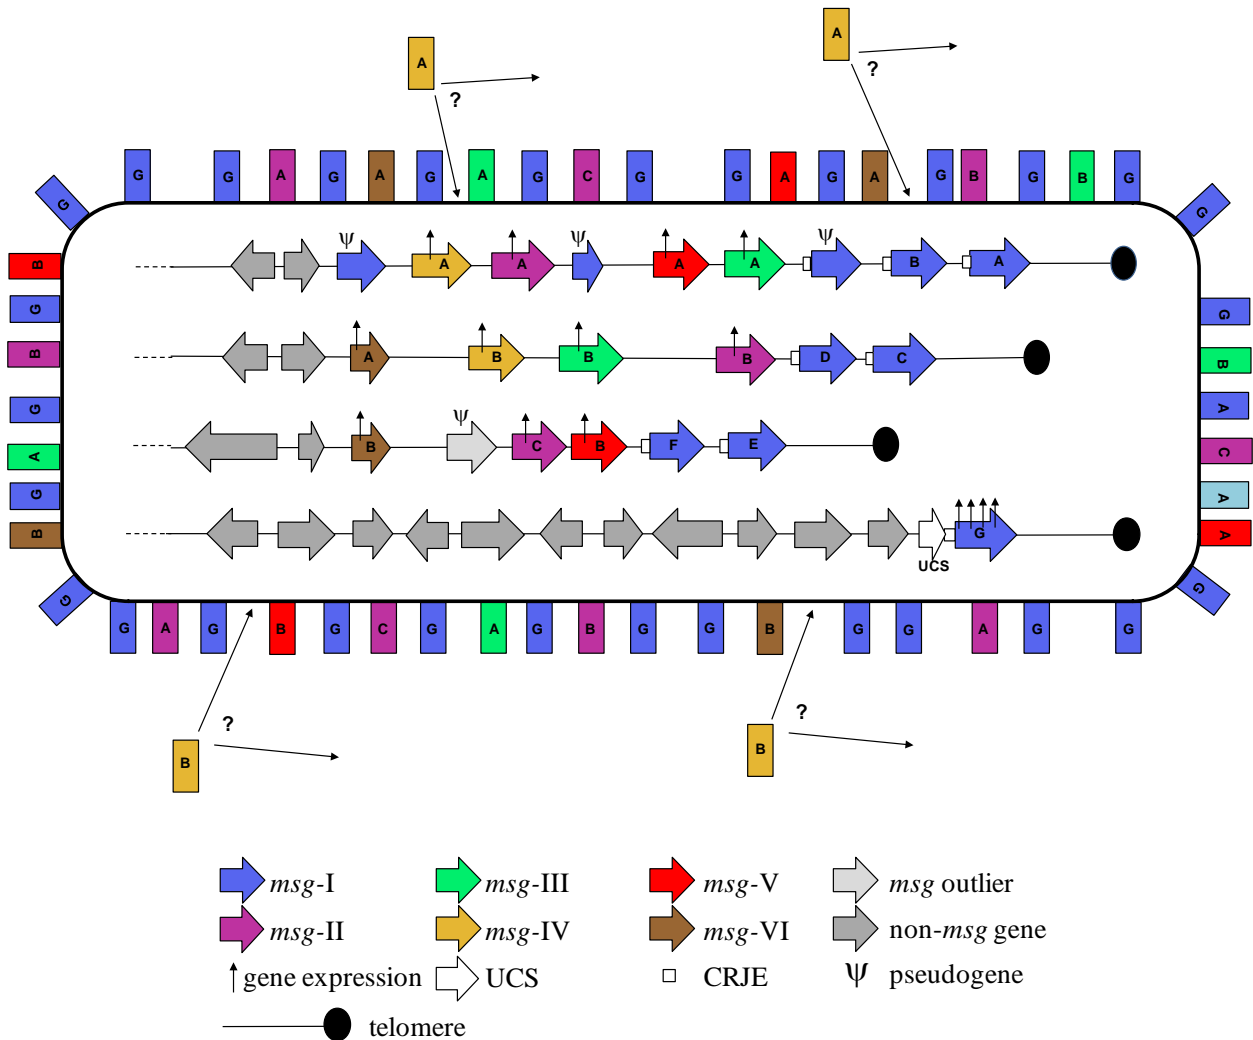 A
A
?
?
G G A G A G A G C G G A G A G B G B G
G
G
ψ ψ ψ
A A A A B A
B
G
G
B
B
A B B B D C
G
A
ψ
B C B F E
A
C
G
A
B
G
A
UCS
G
G
G
G A G B G C G A G B G G B G G A G G
?
?
B
B
msg-I msg-III msg-V msg outlier
msg-II msg-IV msg-VI non-msg gene
gene expression UCS CRJE ψ pseudogene
telomere